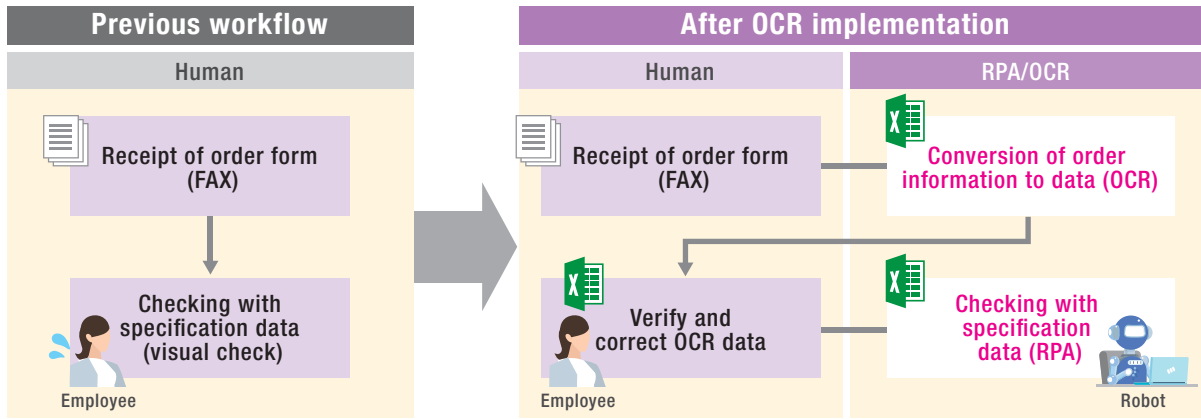 Previous workflow
Human
Receipt of order form
(FAX)
Checking with
specification data
(visual check)
Employee
After OCR implementation
Human
RPA/OCR
Receipt of order form
(FAX)
X
Conversion of order
information to data (OCR)
X
Verify and
correct OCR data
Employee
X
Checking with
specification
data (RPA)
Robot